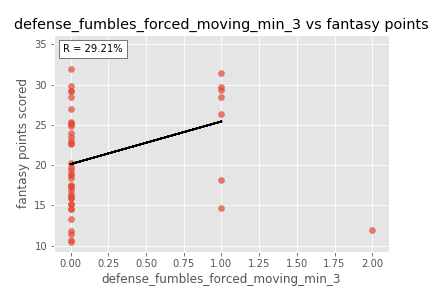 defense_fumbles_forced_moving_min_3 vs fantasy points
R = 29.21%
fantasy points scored
35
30
25
20
15
10
0.00 0.25 0.50 0.75 1.00 1.25 1.50 1.75 2.00
defense_fumbles_forced_moving_min_3